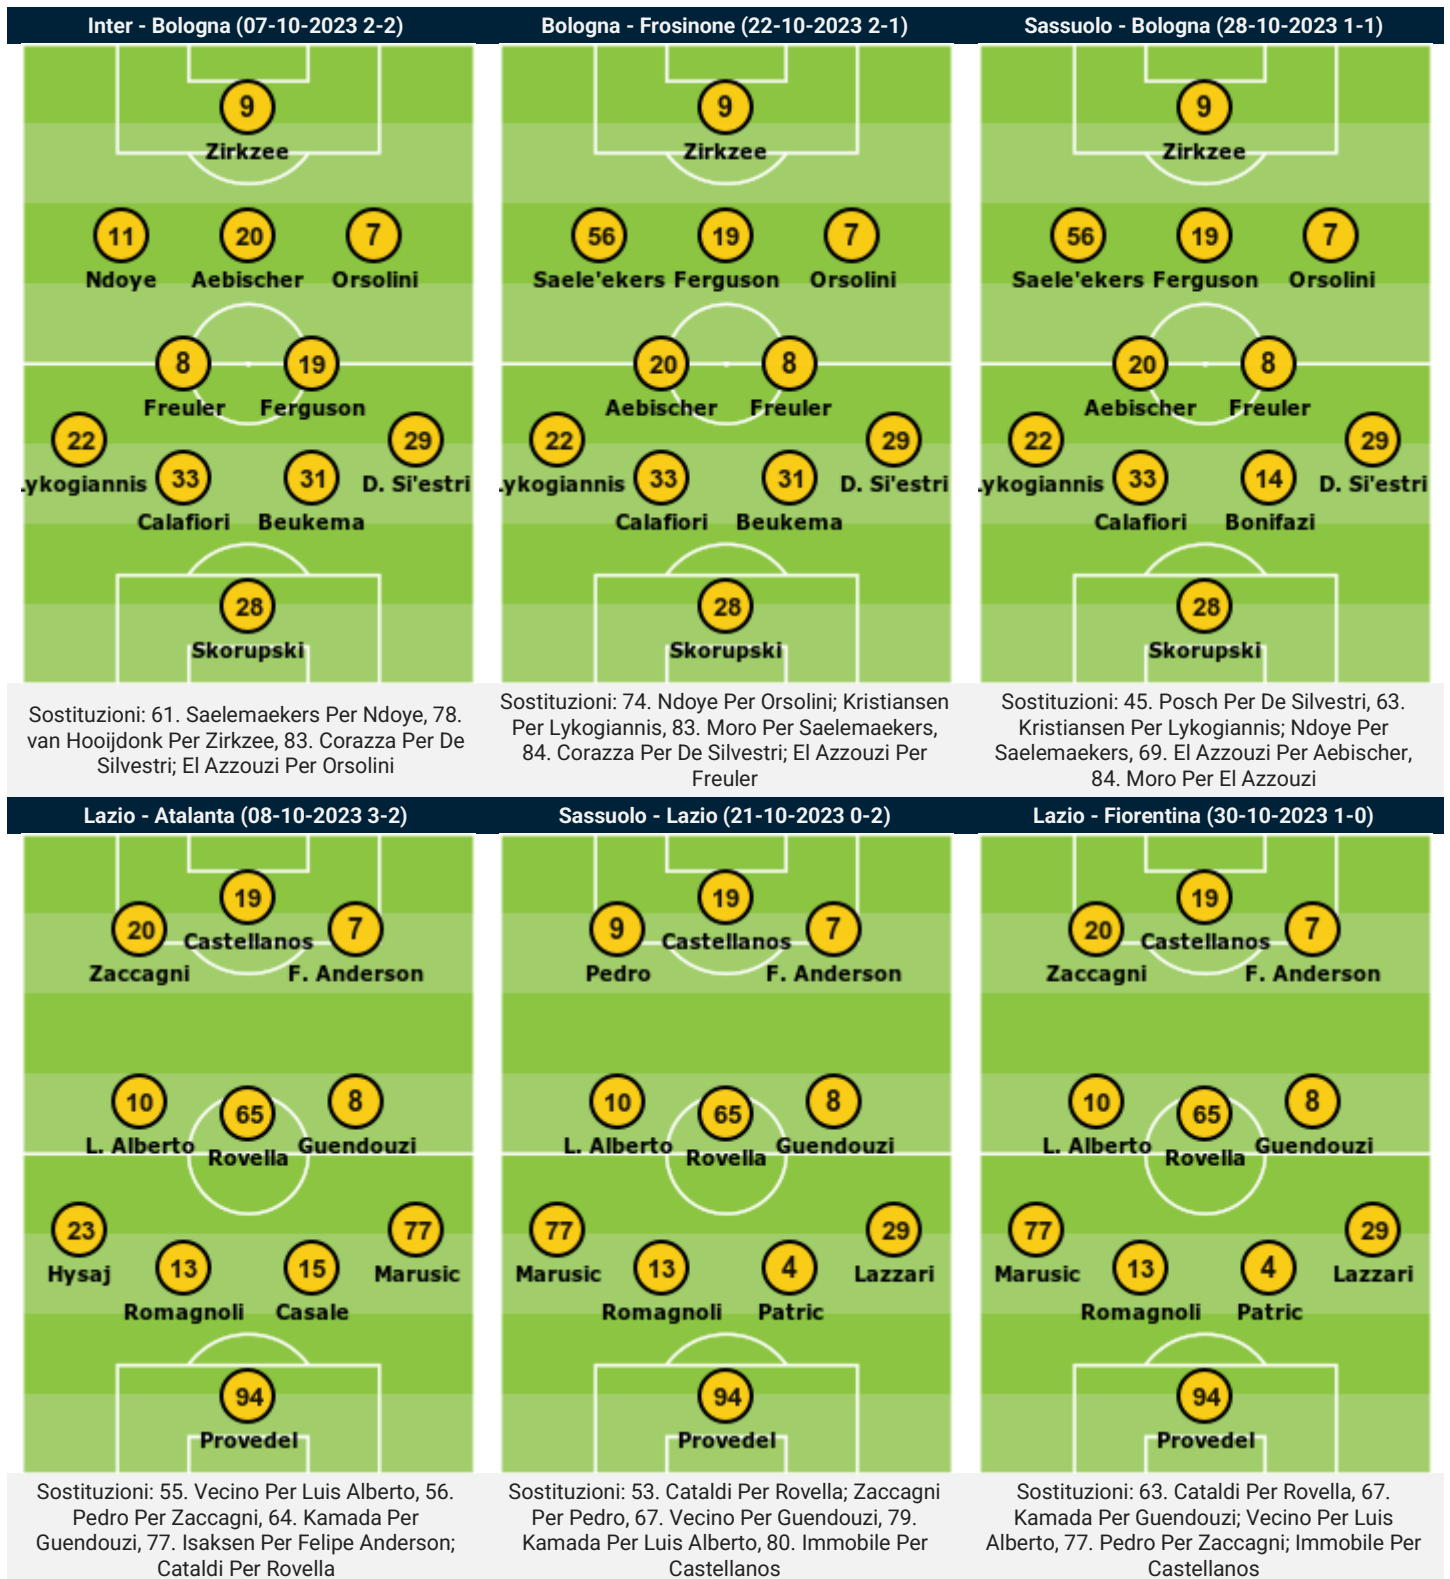 Inter - Bologna (07-10-2023 2-2)
9
Zirkzee
11 20 7
Ndoye Aebischer Orsolini
8 19
Freuler Ferguson
22 29
ykogiannis D. Si'estri
33 31
Calafiori Beukema
28
Skorupski
Sostituzioni: 61. Saelemaekers Per Ndoye, 78.
van Hooijdonk Per Zirkzee, 83. Corazza Per De
Silvestri; El Azzouzi Per Orsolini
Bologna - Frosinone (22-10-2023 2-1)
9
Zirkzee
56 19 7
Saele'ekers Ferguson Orsolini
20 8
Aebischer Freuler
22 29
ykogiannis D. Si'estri
33 31
Calafiori Beukema
28
Skorupski
Sostituzioni: 74. Ndoye Per Orsolini; Kristiansen
Per Lykogiannis, 83. Moro Per Saelemaekers,
84. Corazza Per De Silvestri; El Azzouzi Per
Freuler
Sassuolo - Bologna (28-10-2023 1-1)
9
Zirkzee
56 19 7
Saele'ekers Ferguson Orsolini
20 8
Aebischer Freuler
22 29
ykogiannis D. Si'estri
33 14
Calafiori Bonifazi
28
Skorupski
Sostituzioni: 45. Posch Per De Silvestri, 63.
Kristiansen Per Lykogiannis; Ndoye Per
Saelemaekers, 69. El Azzouzi Per Aebischer,
84. Moro Per El Azzouzi
Lazio - Atalanta (08-10-2023 3-2)
19
Castellanos
20 7
Zaccagni F. Anderson
10 65 8
L. Alberto Rovella Guendouzi
23 77
Hysaj Marusic
13 15
Romagnoli Casale
94
Provedel
Sostituzioni: 55. Vecino Per Luis Alberto, 56.
Pedro Per Zaccagni, 64. Kamada Per
Guendouzi, 77. Isaksen Per Felipe Anderson;
Cataldi Per Rovella
Sassuolo - Lazio (21-10-2023 0-2)
19
Castellanos
9 7
Pedro F. Anderson
10 65 8
L. Alberto Rovella Guendouzi
77 29
Marusic Lazzari
13 4
Romagnoli Patric
94
Provedel
Sostituzioni: 53. Cataldi Per Rovella; Zaccagni
Per Pedro, 67. Vecino Per Guendouzi, 79.
Kamada Per Luis Alberto, 80. Immobile Per
Castellanos
Lazio - Fiorentina (30-10-2023 1-0)
19
Castellanos
20 7
Zaccagni F. Anderson
10 65 8
L. Alberto Rovella Guendouzi
77 29
Marusic Lazzari
13 4
Romagnoli Patric
94
Provedel
Sostituzioni: 63. Cataldi Per Rovella, 67.
Kamada Per Guendouzi; Vecino Per Luis
Alberto, 77. Pedro Per Zaccagni; Immobile Per
Castellanos